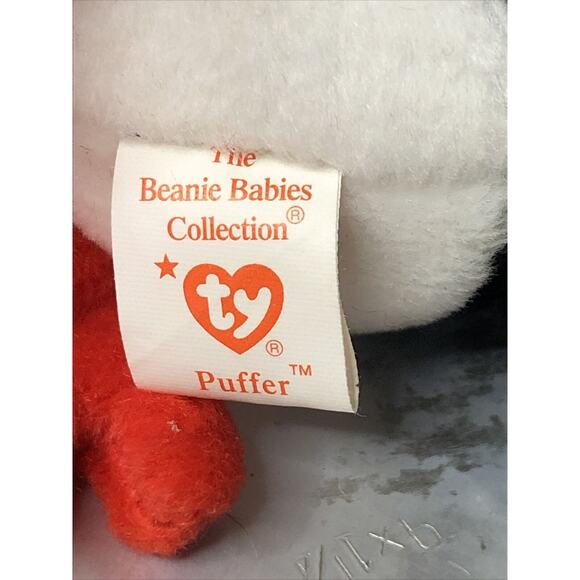 The
Beanie Babies
Collection®
ty®
Puffer™